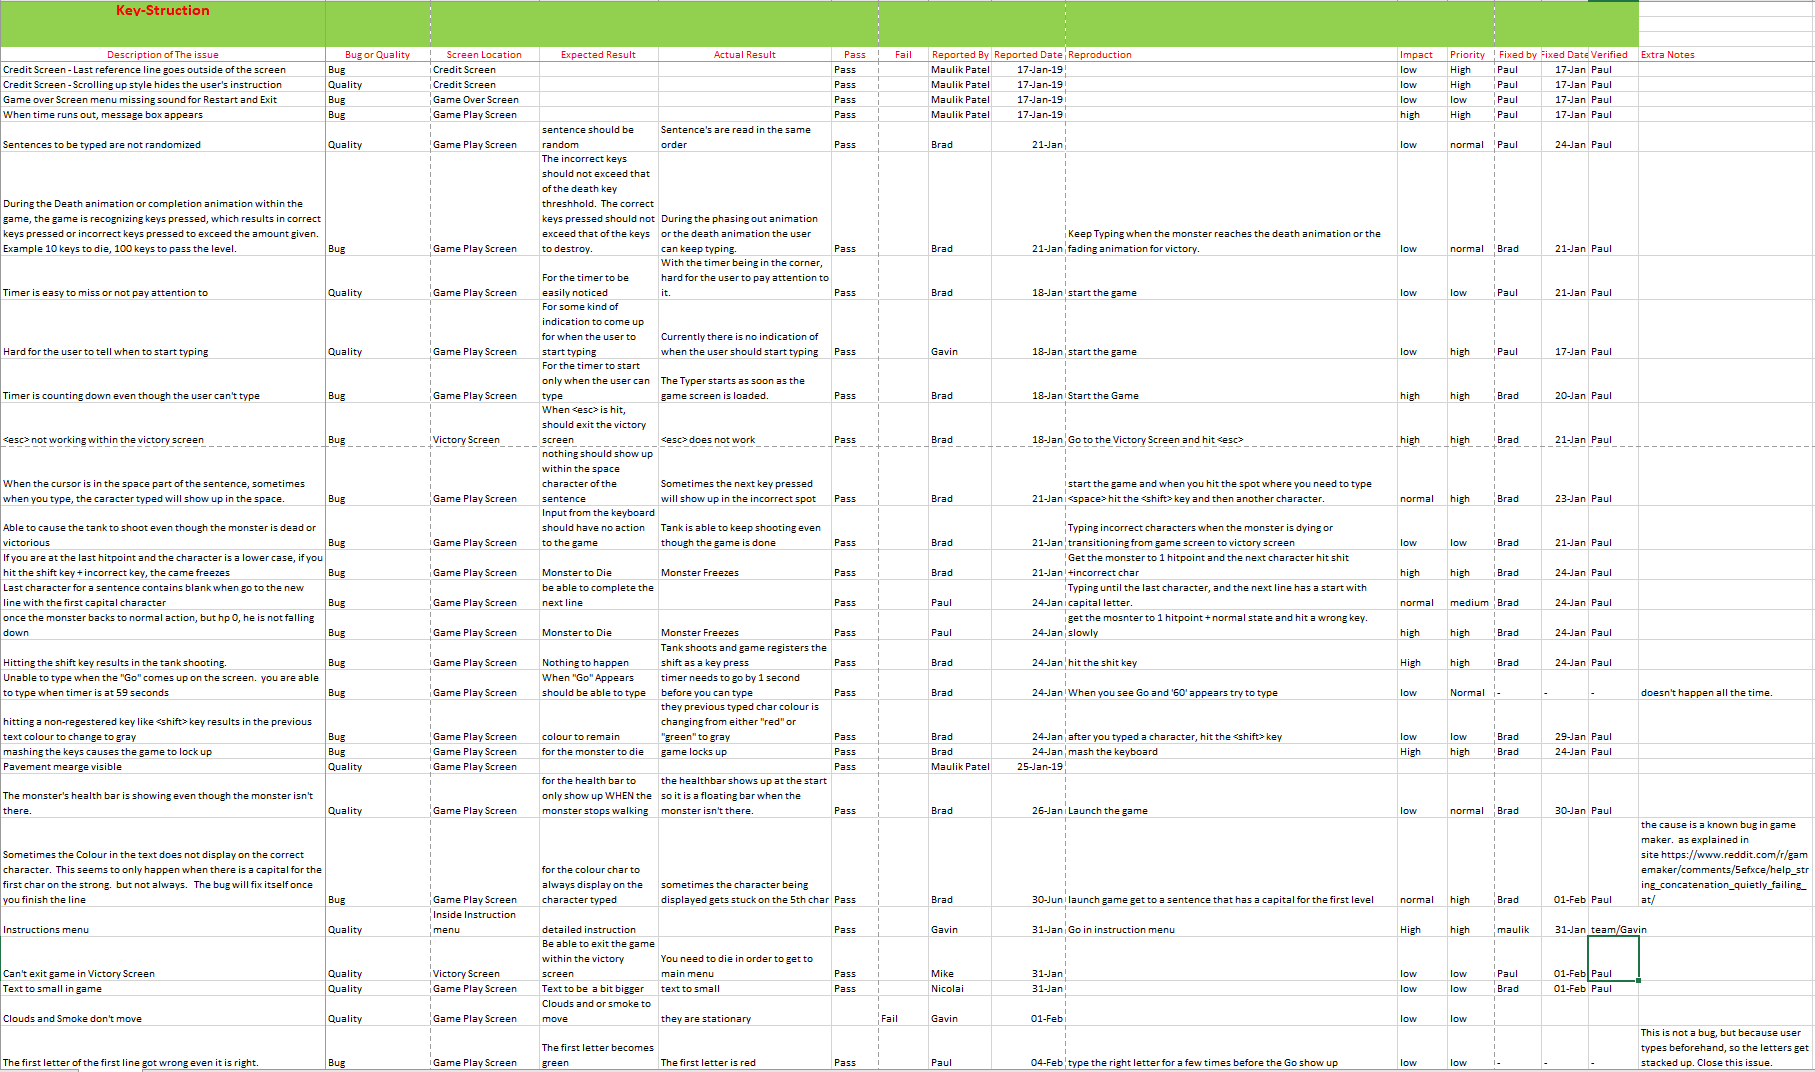 Key-Struction
Description of The issue Bug or Quality Screen Location Expected Result Actual Result Pass Fail Reported By Reported Date Reproduction Impact Priority Fixed by Fixed Date Verified Extra Notes
Credit Screen - Last reference line goes outside of the screen Bug Credit Screen Pass Maulik Patel 17-Jan-19 low High Paul 17-Jan Paul
Credit Screen - Scrolling up style hides the user's instruction Quality Credit Screen Pass Maulik Patel 17-Jan-19 low High Paul 17-Jan Paul
Game over Screen menu missing sound for Restart and Exit Bug Game Over Screen Pass Maulik Patel 17-Jan-19 low low Paul 17-Jan Paul
When time runs out, message box appears Bug Game Play Screen Pass Maulik Patel 17-Jan-19 high High Paul 17-Jan Paul
sentence should be Sentence's are read in the same
Sentences to be typed are not randomized Quality Game Play Screen random order Pass Brad 21-Jan low normal Paul 24-Jan Paul
The incorrect keys
should not exceed that
of the death key
During the Death animation or completion animation within the threshhold. The correct
game, the game is recognizing keys pressed, which results in correct keys pressed should not During the phasing out animation
keys pressed or incorrect keys pressed to exceed the amount given. exceed that of the keys or the death animation the user Keep Typing when the monster reaches the death animation or the
Example 10 keys to die, 100 keys to pass the level. Bug Game Play Screen to destroy. can keep typing. Pass Brad 21-Jan fading animation for victory. low normal Brad 21-Jan Paul
With the timer being in the corner,
For the timer to be hard for the user to pay attention to
Timer is easy to miss or not pay attention to Quality Game Play Screen easily noticed it. Pass Brad 18-Jan start the game low low Paul 21-Jan Paul
For some kind of
indication to come up
for when the user to Currently there is no indication of
Hard for the user to tell when to start typing Quality Game Play Screen start typing when the user should start typing Pass Gavin 18-Jan start the game low high Paul 17-Jan Paul
For the timer to start
only when the user can The Typer starts as soon as the
Timer is counting down even though the user can't type Bug Game Play Screen type game screen is loaded. Pass Brad 18-Jan Start the Game high high Brad 20-Jan Paul
When <esc> is hit,
should exit the victory
<esc> not working within the victory screen Bug Victory Screen screen <esc> does not work Pass Brad 18-Jan Go to the Victory Screen and hit <esc> high high Brad 21-Jan Paul
nothing should show up
within the space
When the cursor is in the space part of the sentence, sometimes character of the Sometimes the next key pressed start the game and when you hit the spot where you need to type
when you type, the caracter typed will show up in the space. Bug Game Play Screen sentence will show up in the incorrect spot Pass Brad 21-Jan <space> hit the <shift> key and then another character. normal high Brad 23-Jan Paul
Input from the keyboard
Able to cause the tank to shoot even though the monster is dead or should have no action Tank is able to keep shooting even Typing incorrect characters when the monster is dying or
victorious Bug Game Play Screen to the game though the game is done Pass Brad 21-Jan transitioning from game screen to victory screen low low Brad 21-Jan Paul
If you are at the last hitpoint and the character is a lower case, if you Get the monster to 1 hitpoint and the next character hit shit
hit the shift key + incorrect key, the came freezes Bug Game Play Screen Monster to Die Monster Freezes Pass Brad 21-Jan +incorrect char high high Brad 24-Jan Paul
Last character for a sentence contains blank when go to the new be able to complete the Typing until the last character, and the next line has a start with
line with the first capital character Bug Game Play Screen next line Pass Paul 24-Jan capital letter. normal medium Brad 24-Jan Paul
once the monster backs to normal action, but hp 0, he is not falling get the mosnter to 1 hitpoint + normal state and hit a wrong key.
down Bug Game Play Screen Monster to Die Monster Freezes Pass Paul 24-Jan slowly high high Brad 24-Jan Paul
Tank shoots and game registers the
Hitting the shift key results in the tank shooting. Bug Game Play Screen Nothing to happen shift as a key press Pass Brad 24-Jan hit the shit key High high Brad 24-Jan Paul
Unable to type when the "Go" comes up on the screen. you are able When "Go" Appears timer needs to go by 1 second
to type when timer is at 59 seconds Bug Game Play Screen should be able to type before you can type Pass Brad 24-Jan When you see Go and '60' appears try to type low Normal - - - doesn't happen all the time.
they previous typed char colour is
hitting a non-regestered key like <shift> key results in the previous changing from either "red" or
text colour to change to gray Bug Game Play Screen colour to remain "green" to gray Pass Brad 24-Jan after you typed a character, hit the <shift> key low low Brad 29-Jan Paul
mashing the keys causes the game to lock up Bug Game Play Screen for the monster to die game locks up Pass Brad 24-Jan mash the keyboard High high Brad 24-Jan Paul
Pavement mearge visible Quality Game Play Screen Pass Maulik Patel 25-Jan-19
for the health bar to the healthbar shows up at the start
The monster's health bar is showing even though the monster isn't only show up WHEN the so it is a floating bar when the
there. Quality Game Play Screen monster stops walking monster isn't there. Pass Brad 26-Jan Launch the game low normal Brad 30-Jan Paul
the cause is a known bug in game
maker. as explained in
Sometimes the Colour in the text does not display on the correct site https://www.reddit.com/r/gam
character. This seems to only happen when there is a capital for the for the colour char to emaker/comments/5efxce/help_str
first char on the strong. but not always. The bug will fix itself once always display on the sometimes the character being ing_concatenation_quietly_failing_
you finish the line Bug Game Play Screen character typed displayed gets stuck on the 5th char Pass Brad 30-Jun launch game get to a sentence that has a capital for the first level normal high Brad 01-Feb Paul at/
Inside Instruction
Instructions menu Quality menu detailed instruction Pass Gavin 31-Jan Go in instruction menu High high maulik 31-Jan team/Gavin
Be able to exit the game
within the victory You need to die in order to get to
Can't exit game in Victory Screen Quality Victory Screen screen main menu Pass Mike 31-Jan low low Paul 01-Feb Paul
Text to small in game Quality Game Play Screen Text to be a bit bigger text to small Pass Nicolai 31-Jan low low Brad 01-Feb Paul
Clouds and or smoke to
Clouds and Smoke don't move Quality Game Play Screen move they are stationary Fail Gavin 01-Feb low low
This is not a bug, but because user
The first letter becomes types beforehand, so the letters get
The first letter of the first line got wrong even it is right. Bug Game Play Screen green The first letter is red Pass Paul 04-Feb type the right letter for a few times before the Go show up low low - - - stacked up. Close this issue.